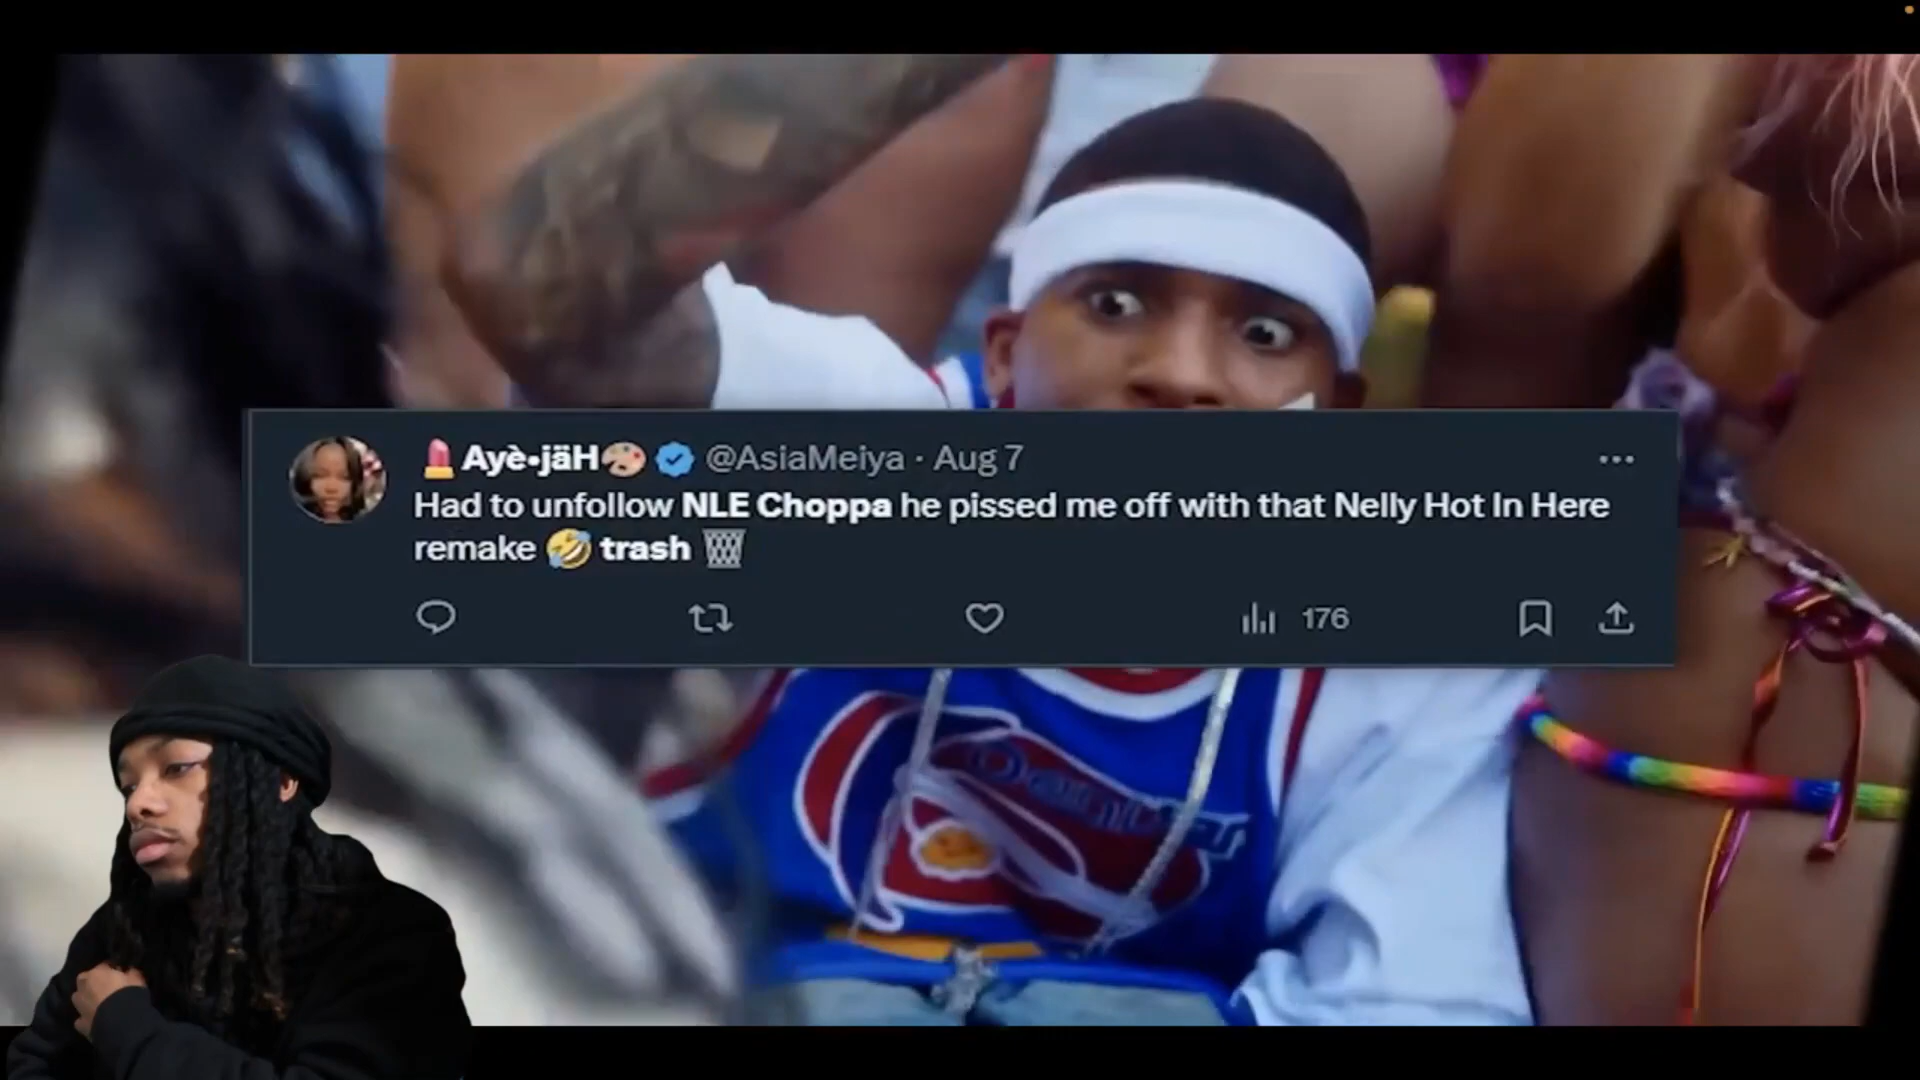 💄Ayè•jäH🎨 @AsiaMeiya · Aug 7
Had to unfollow NLE Choppa he pissed me off with that Nelly Hot In Here
remake 🤣 trash 🗑
176